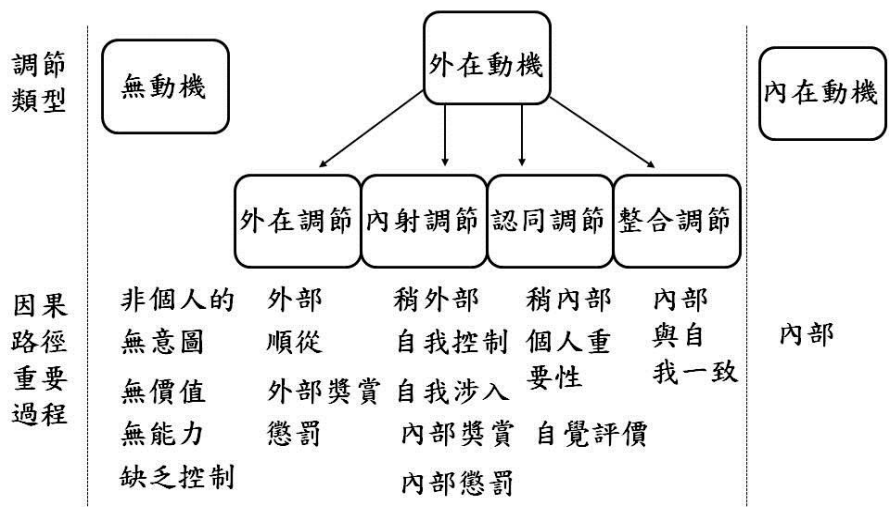 調節
類型
無動機
外在動機
內在動機
外在調節
內射調節
認同調節
整合調節
因果
路徑
重要
過程
非個人的
無意圖
無價值
無能力
缺乏控制
外部
順從
外部獎賞
懲罰
稍外部
自我控制
自我涉入
內部獎賞
內部懲罰
稍內部
個人重
要性
自覺評價
內部
與自
我一致
內部